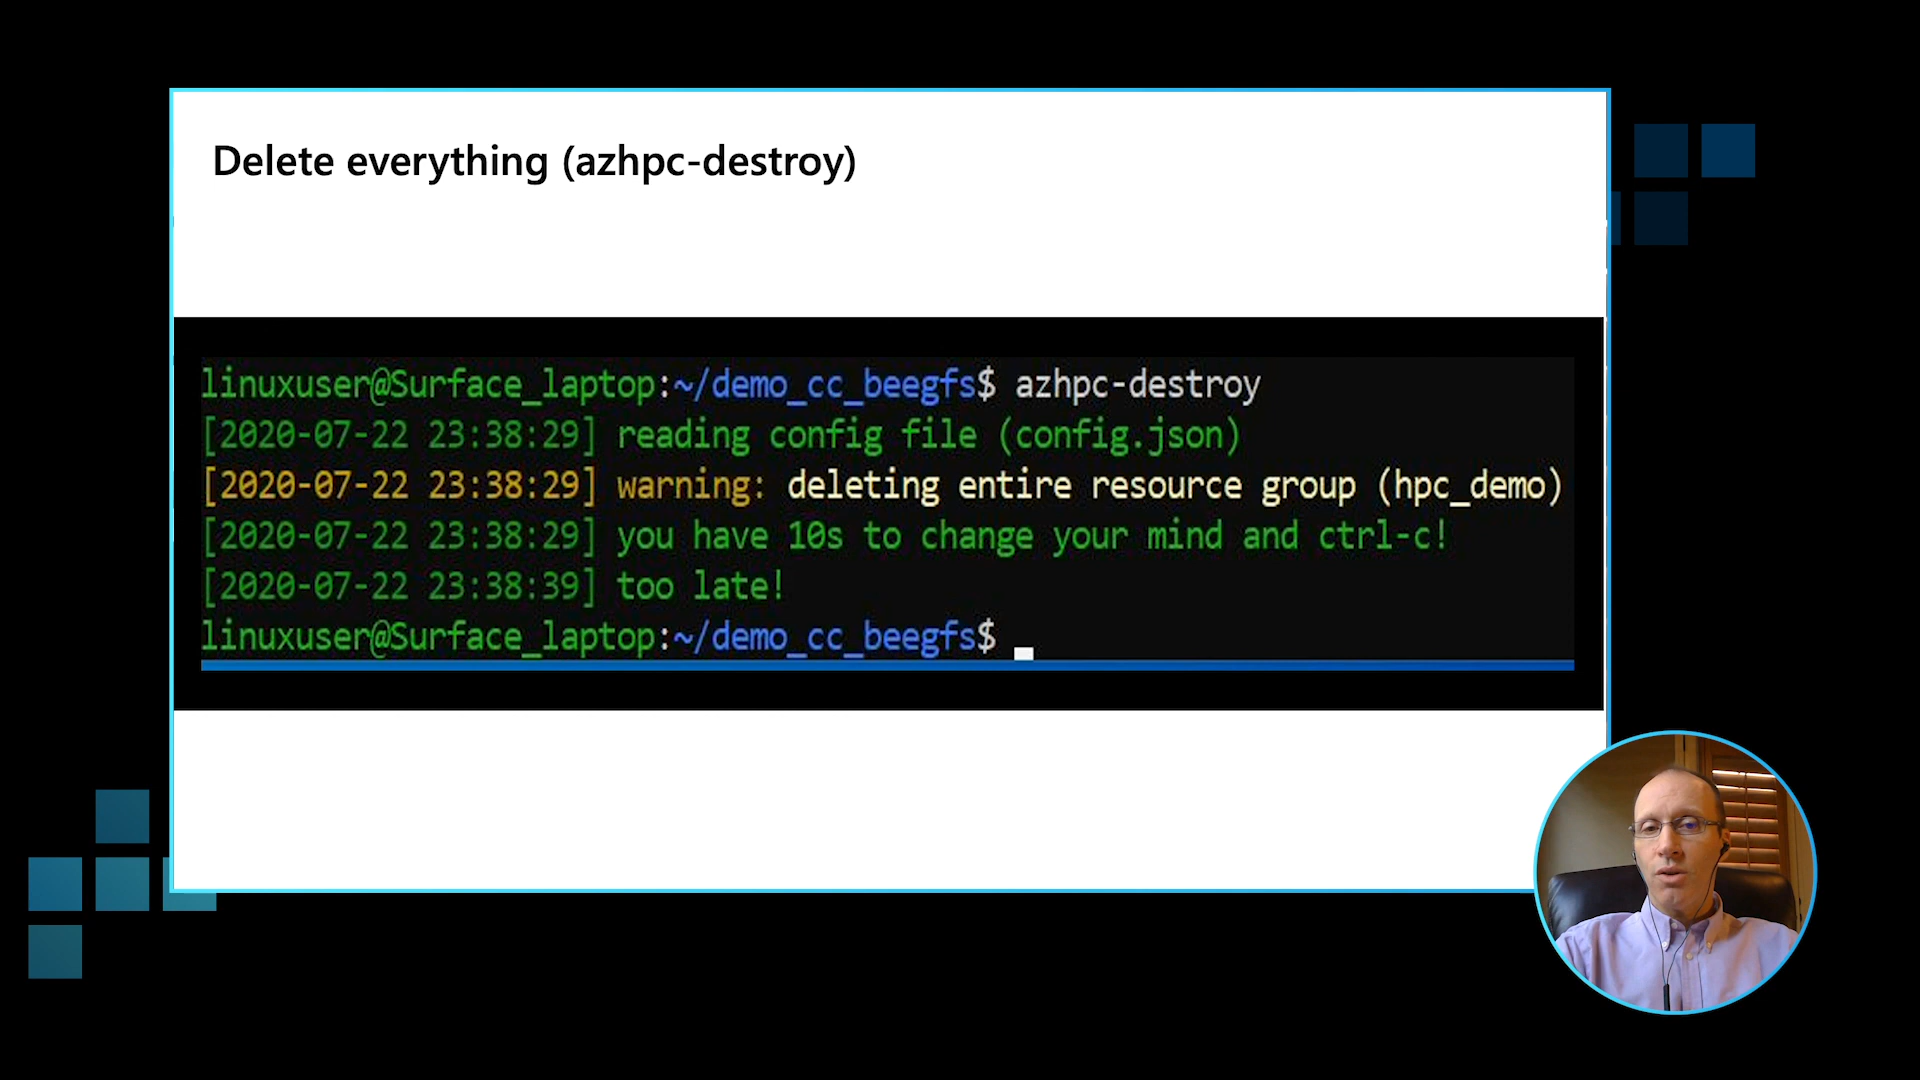 Delete everything (azhpc-destroy)
linuxuser@Surface_laptop:~/demo_cc_beegfs$ azhpc-destroy
[2020-07-22 23:38:29] reading config file (config.json)
[2020-07-22 23:38:29] warning: deleting entire resource group (hpc_demo)
[2020-07-22 23:38:29] you have 10s to change your mind and ctrl-c!
[2020-07-22 23:38:39] too late!
linuxuser@Surface_laptop:~/demo_cc_beegfs$